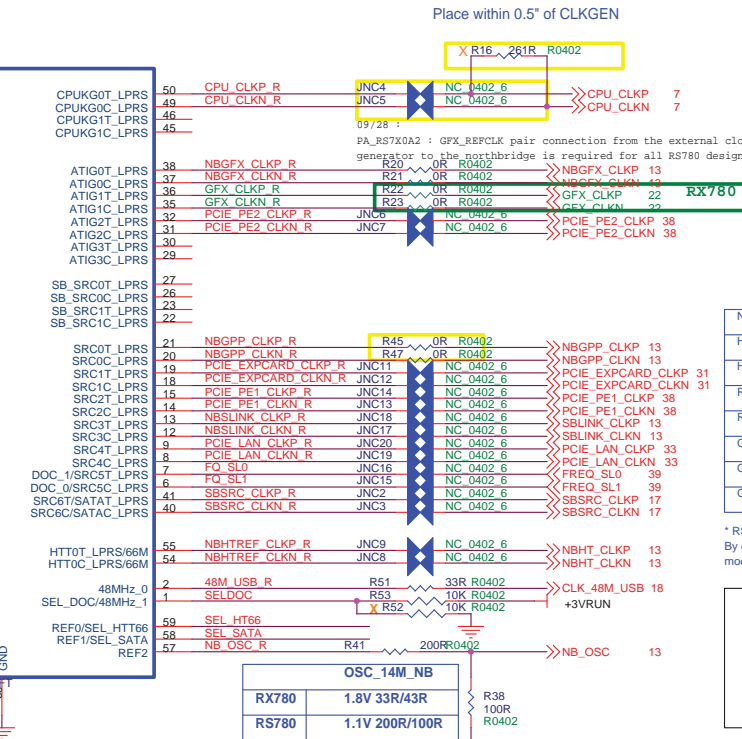 Place within 0.5" of CLKGEN
X R16 261R R0402
CPUKG0T_LPRS 50 CPU_CLKP_R JNC4 NC_0402_6 CPU_CLKP 7
CPUKG0C_LPRS 49 CPU_CLKN_R JNC5 NC_0402_6 CPU_CLKN 7
CPUKG1T_LPRS 46
CPUKG1C_LPRS 45
09/28 :
PA_RS7X0A2 : GFX_REFCLK pair connection from the external clo
generator to the northbridge is required for all RS780 design
ATIG0T_LPRS 38 NBGFX_CLKP_R R20 0R R0402 NBGFX_CLKP 13
ATIG0C_LPRS 37 NBGFX_CLKN_R R21 0R R0402 NBGFX_CLKN 13
ATIG1T_LPRS 36 GFX_CLKP_R R22 0R R0402 GFX_CLKP 22 RX780
ATIG1C_LPRS 35 GFX_CLKN_R R23 0R R0402 GFX_CLKN 22
ATIG2T_LPRS 32 PCIE_PE2_CLKP_R JNC6 NC_0402_6 PCIE_PE2_CLKP 38
ATIG2C_LPRS 31 PCIE_PE2_CLKN_R JNC7 NC_0402_6 PCIE_PE2_CLKN 38
ATIG3T_LPRS 30
ATIG3C_LPRS 29
SB_SRC0T_LPRS 27
SB_SRC0C_LPRS 26
SB_SRC1T_LPRS 23
SB_SRC1C_LPRS 22
SRC0T_LPRS 21 NBGPP_CLKP_R R45 0R R0402 NBGPP_CLKP 13
SRC0C_LPRS 20 NBGPP_CLKN_R R47 0R R0402 NBGPP_CLKN 13
SRC1T_LPRS 19 PCIE_EXPCARD_CLKP_R JNC11 NC_0402_6 PCIE_EXPCARD_CLKP 31
SRC1C_LPRS 18 PCIE_EXPCARD_CLKN_R JNC12 NC_0402_6 PCIE_EXPCARD_CLKN 31
SRC2T_LPRS 15 PCIE_PE1_CLKP_R JNC14 NC_0402_6 PCIE_PE1_CLKP 38
SRC2C_LPRS 14 PCIE_PE1_CLKN_R JNC13 NC_0402_6 PCIE_PE1_CLKN 38
SRC3T_LPRS 13 NBSLINK_CLKP_R JNC18 NC_0402_6 SBLINK_CLKP 13
SRC3C_LPRS 12 NBSLINK_CLKN_R JNC17 NC_0402_6 SBLINK_CLKN 13
SRC4T_LPRS 9 PCIE_LAN_CLKP_R JNC20 NC_0402_6 PCIE_LAN_CLKP 33
SRC4C_LPRS 8 PCIE_LAN_CLKN_R JNC19 NC_0402_6 PCIE_LAN_CLKN 33
DOC_1/SRC5T_LPRS 7 FQ_SL0 JNC16 NC_0402_6 FREQ_SL0 39
DOC_0/SRC5C_LPRS 6 FQ_SL1 JNC15 NC_0402_6 FREQ_SL1 39
SRC6T/SATAT_LPRS 41 SBSRC_CLKP_R JNC2 NC_0402_6 SBSRC_CLKP 17
SRC6C/SATAC_LPRS 40 SBSRC_CLKN_R JNC3 NC_0402_6 SBSRC_CLKN 17
HTT0T_LPRS/66M 55 NBHTREF_CLKP_R JNC9 NC_0402_6 NBHT_CLKP 13
HTT0C_LPRS/66M 54 NBHTREF_CLKN_R JNC8 NC_0402_6 NBHT_CLKN 13
48MHz_0 2 48M_USB_R R51 33R R0402 CLK_48M_USB 18
SEL_DOC/48MHz_1 1 SELDOC R53 10K R0402 +3VRUN
X R52 10K R0402
REF0/SEL_HTT66 59 SEL_HT66
REF1/SEL_SATA 58 SEL_SATA
REF2 57 NB_OSC_R R41 200R R0402 NB_OSC 13
GND
OSC_14M_NB
RX780 1.8V 33R/43R
RS780 1.1V 200R/100R
R38
100R
R0402
N
H
H
R
R
C
* RS
By
mo